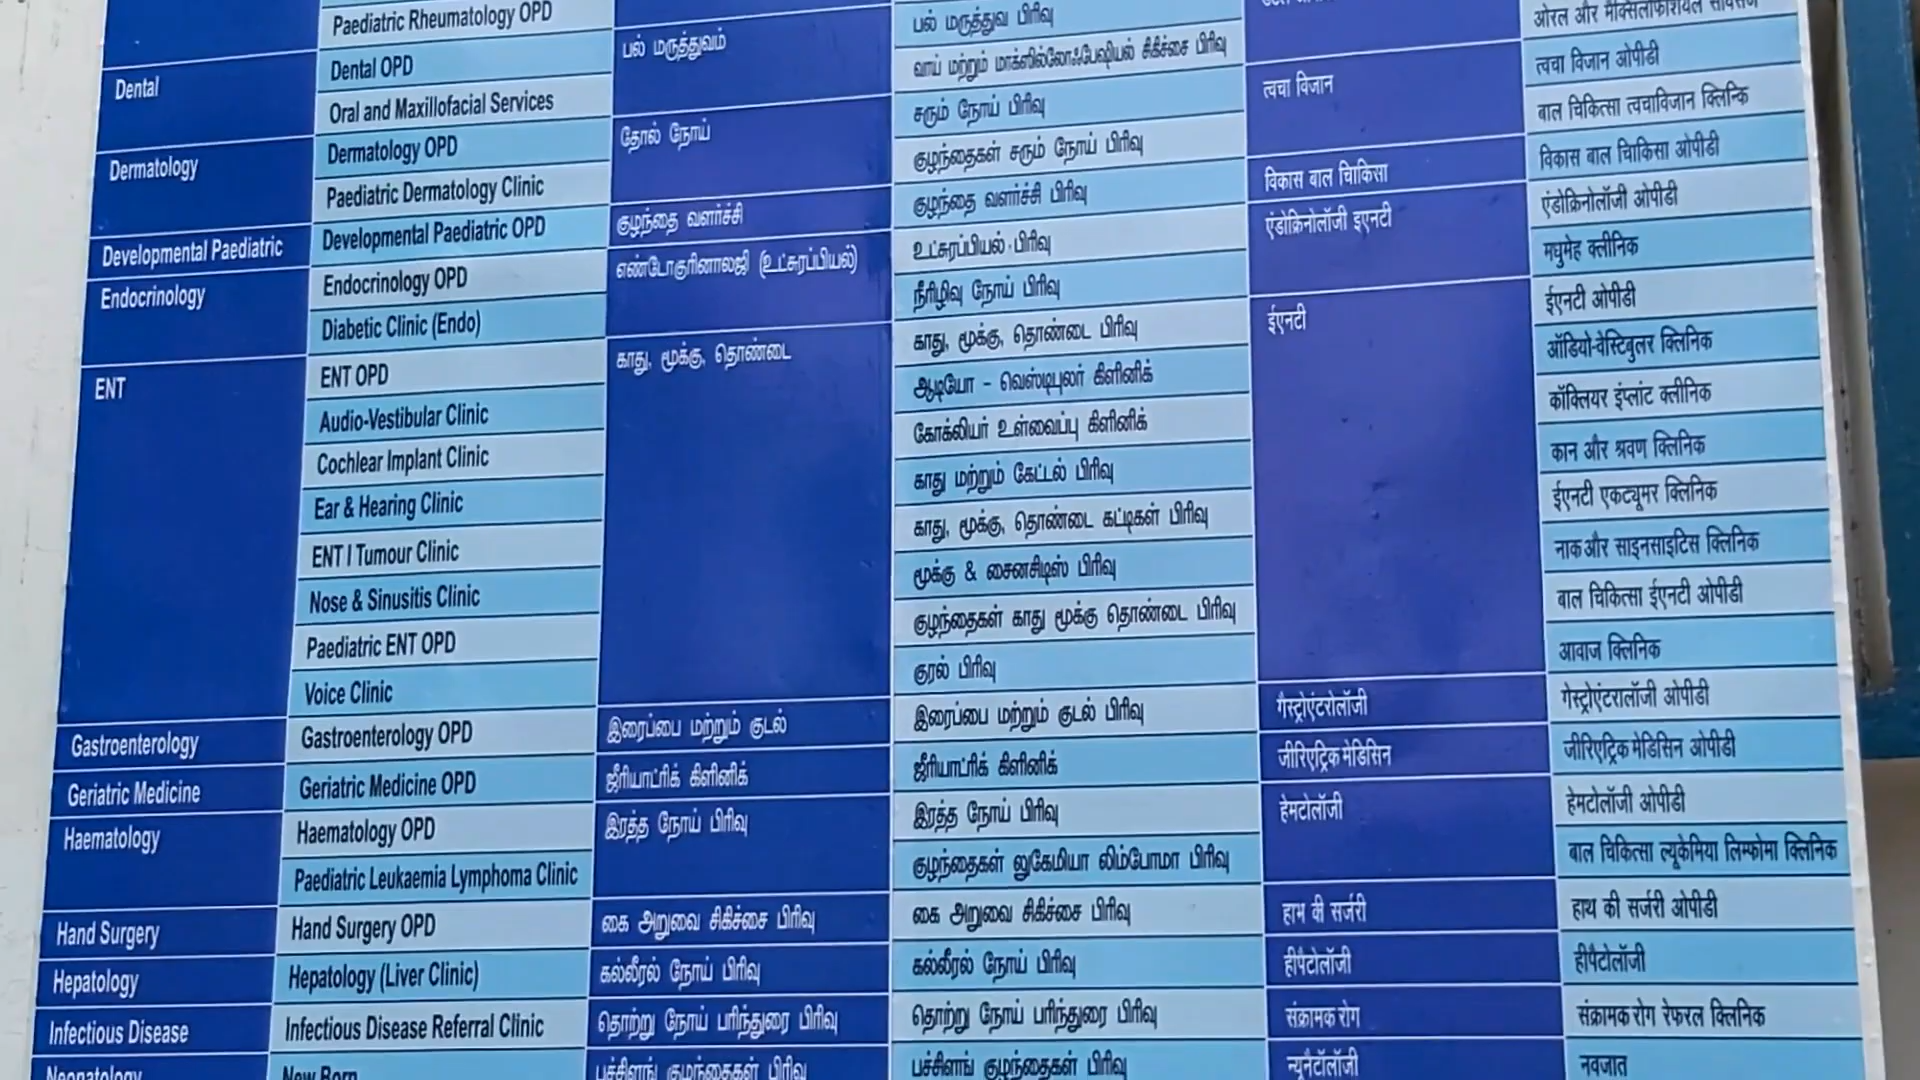 Paediatric Rheumatology OPD
Dental
Dental OPD
Oral and Maxillofacial Services
Dermatology
Dermatology OPD
Paediatric Dermatology Clinic
Developmental Paediatric
Developmental Paediatric OPD
Endocrinology
Endocrinology OPD
Diabetic Clinic (Endo)
ENT
ENT OPD
Audio-Vestibular Clinic
Cochlear Implant Clinic
Ear & Hearing Clinic
ENT I Tumour Clinic
Nose & Sinusitis Clinic
Paediatric ENT OPD
Voice Clinic
Gastroenterology
Gastroenterology OPD
Geriatric Medicine
Geriatric Medicine OPD
Haematology
Haematology OPD
Paediatric Leukaemia Lymphoma Clinic
Hand Surgery
Hand Surgery OPD
Hepatology
Hepatology (Liver Clinic)
Infectious Disease
Infectious Disease Referral Clinic
Neonatology
New Born
பல் மருத்துவம்
பல் மருத்துவ பிரிவு
வாய் மற்றும் மாக்ஸில்லோஃபேஷியல் சிகிச்சை பிரிவு
தோல் நோய்
சரும் நோய் பிரிவு
குழந்தைகள் சரும் நோய் பிரிவு
குழந்தை வளர்ச்சி
குழந்தை வளர்ச்சி பிரிவு
எண்டோகுரினாலஜி (உட்சுரப்பியல்)
உட்சுரப்பியல் பிரிவு
நீரிழிவு நோய் பிரிவு
காது, மூக்கு, தொண்டை
காது, மூக்கு, தொண்டை பிரிவு
ஆடியோ - வெஸ்டிபுலர் கிளினிக்
கோக்லியர் உள்வைப்பு கிளினிக்
காது மற்றும் கேட்டல் பிரிவு
காது, மூக்கு, தொண்டை கட்டிகள் பிரிவு
மூக்கு & சைனசிடிஸ் பிரிவு
குழந்தைகள் காது மூக்கு தொண்டை பிரிவு
குரல் பிரிவு
இரைப்பை மற்றும் குடல்
இரைப்பை மற்றும் குடல் பிரிவு
ஜீரியாட்ரிக் கிளினிக்
ஜீரியாட்ரிக் கிளினிக்
இரத்த நோய் பிரிவு
இரத்த நோய் பிரிவு
குழந்தைகள் லுகேமியா லிம்போமா பிரிவு
கை அறுவை சிகிச்சை பிரிவு
கை அறுவை சிகிச்சை பிரிவு
கல்லீரல் நோய் பிரிவு
கல்லீரல் நோய் பிரிவு
தொற்று நோய் பரிந்துரை பிரிவு
தொற்று நோய் பரிந்துரை பிரிவு
பச்சிளங் குழந்தைகள் பிரிவு
பச்சிளங் குழந்தைகள் பிரிவு
ओरल और मैक्सिलोफेशियल सर्विसेज
त्वचा विजान
त्वचा विजान ओपीडी
बाल चिकित्सा त्वचाविजान क्लिन्कि
विकास बाल चिाकिसा
विकास बाल चिाकिसा ओपीडी
एंडोक्रिनोलॉजी इएनटी
एंडोक्रिनोलॉजी ओपीडी
मधुमेह क्लीनिक
ईएनटी
ईएनटी ओपीडी
ऑडियो-वेस्टिबुलर क्लिनिक
कॉक्लियर इंप्लांट क्लीनिक
कान और श्रवण क्लिनिक
ईएनटी एकट्यूमर क्लिनिक
नाक और साइनसाइटिस क्लिनिक
बाल चिकित्सा ईएनटी ओपीडी
आवाज क्लिनिक
गैस्ट्रोएंटरोलॉजी
गेस्ट्रोएंटरालॉजी ओपीडी
जीरिएट्रिक मेडिसिन
जीरिएट्रिक मेडिसिन ओपीडी
हेमटोलॉजी
हेमटोलॉजी ओपीडी
बाल चिकित्सा ल्यूकेमिया लिम्फोमा क्लिनिक
हाभ की सर्जरी
हाथ की सर्जरी ओपीडी
हीपैटोलॉजी
हीपैटोलॉजी
संक्रामक रोग
संक्रामक रोग रेफरल क्लिनिक
न्यूनैटॉलॉजी
नवजात